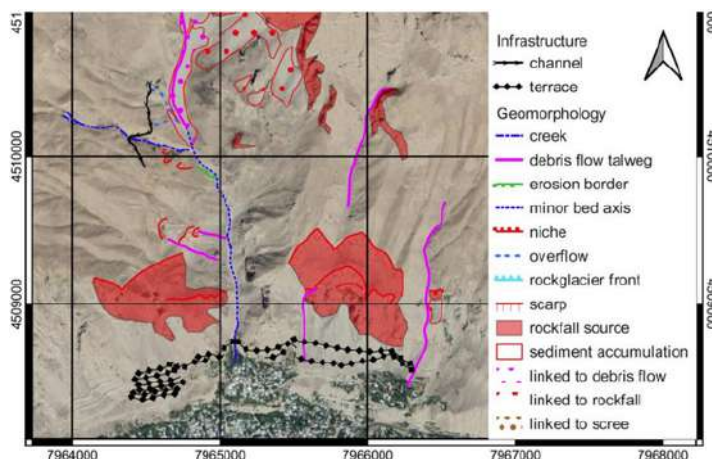 451
Infrastructure
channel
terrace
Geomorphology
creek
debris flow talweg
erosion border
minor bed axis
niche
overflow
rockglacier front
scarp
rockfall source
sediment accumulation
linked to debris flow
linked to rockfall
linked to scree
4510000
4509000
4510000
4509000
7964000 7965000 7966000 7967000 7968000